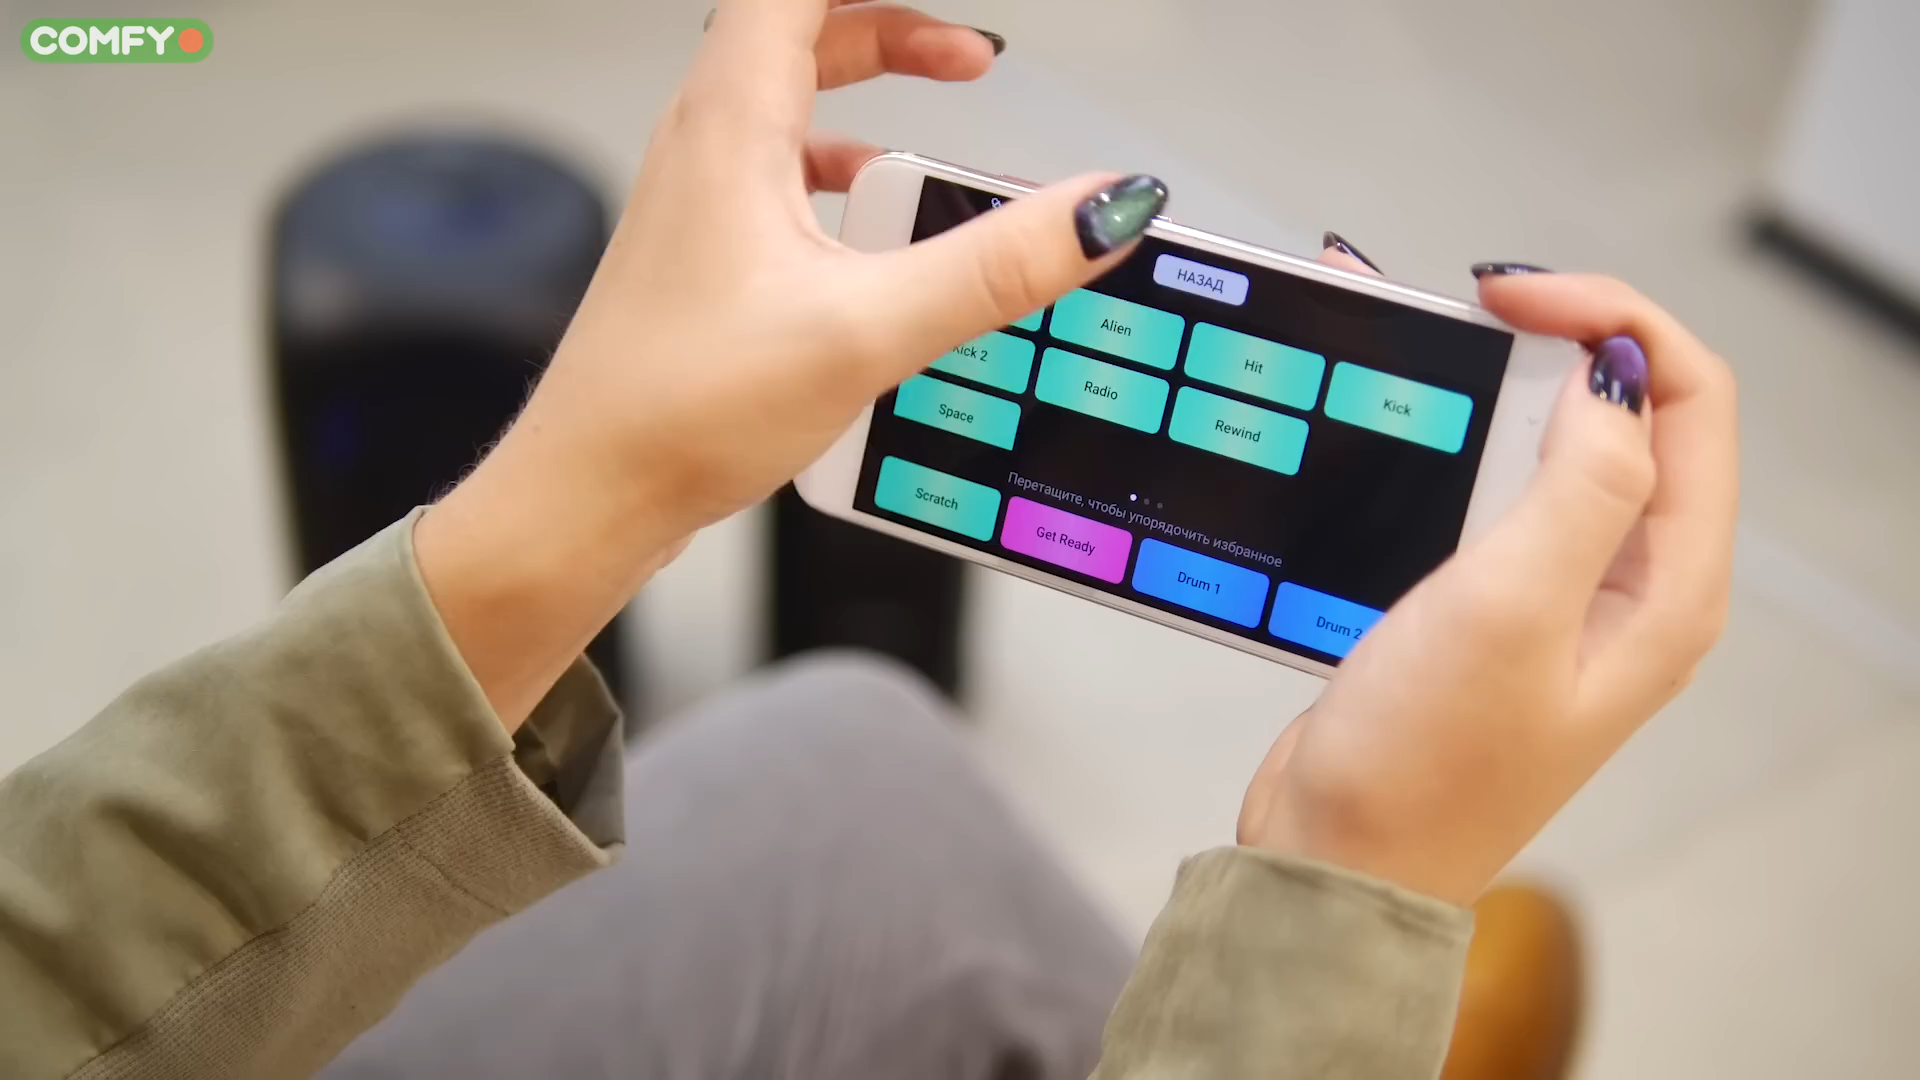 COMFY
НАЗАД
Alien
Hit
Kick
Kick 2
Radio
Rewind
Space
Перетащите, чтобы упорядочить избранное
Scratch
Get Ready
Drum 1
Drum 2